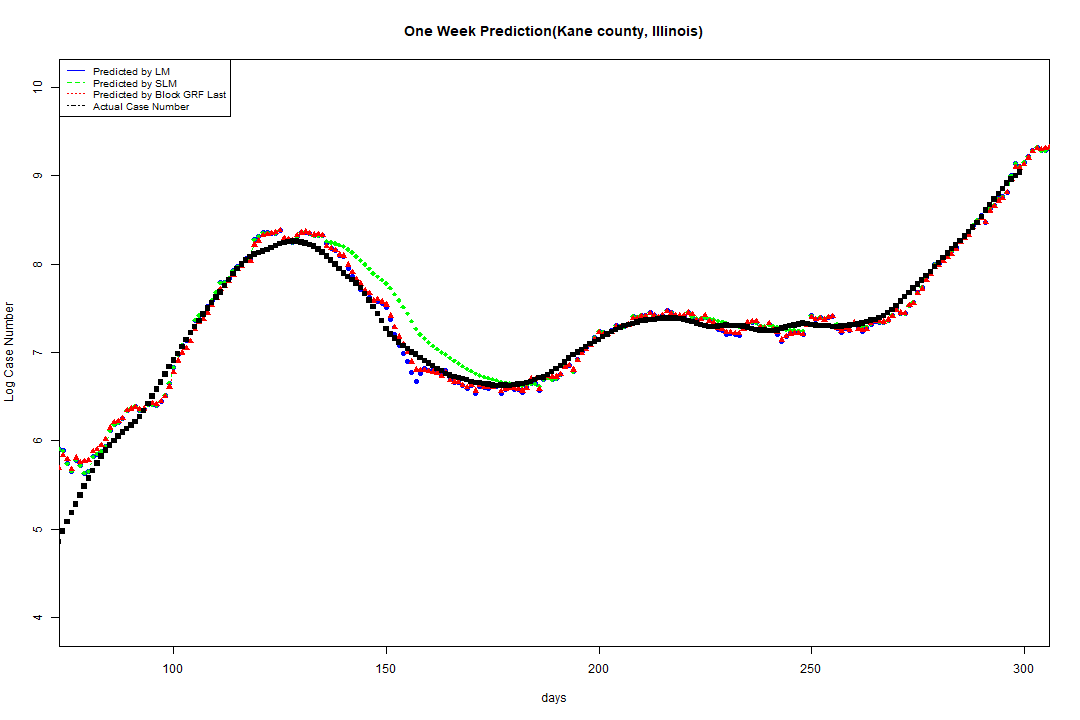 One Week Prediction(Kane county, Illinois)
Predicted by LM
Predicted by SLM
Predicted by Block GRF Last
Actual Case Number
10
9
8
7
6
5
4
Log Case Number
100 150 200 250 300
days